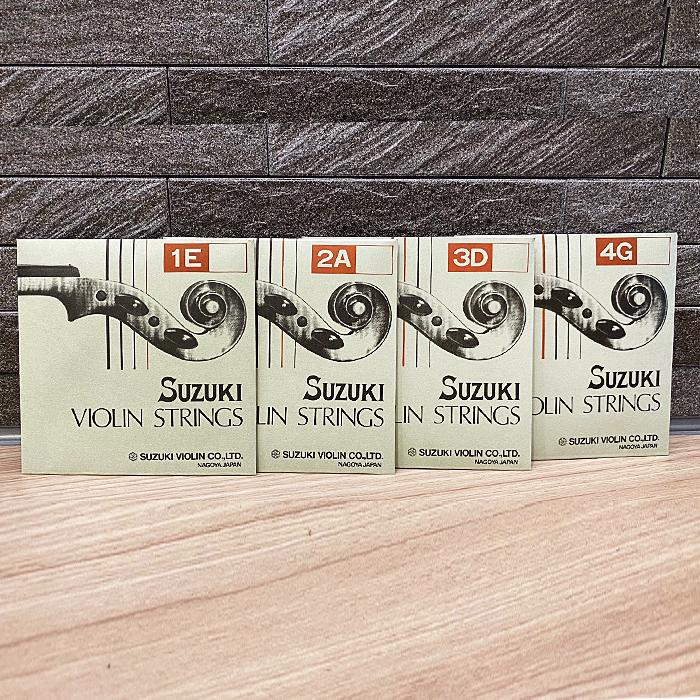 1E
SUZUKI
VIOLIN STRINGS
SUZUKI VIOLIN CO.,LTD.
NAGOYA JAPAN
2A
SUZUKI
LIN STRINGS
SUZUKI VIOLIN CO.,LTD.
NAGOYA JAPAN
3D
SUZUKI
LIN STRINGS
SUZUKI VIOLIN CO.,LTD.
NAGOYA JAPAN
4G
SUZUKI
OLIN STRINGS
SUZUKI VIOLIN CO.,LTD.
NAGOYA JAPAN